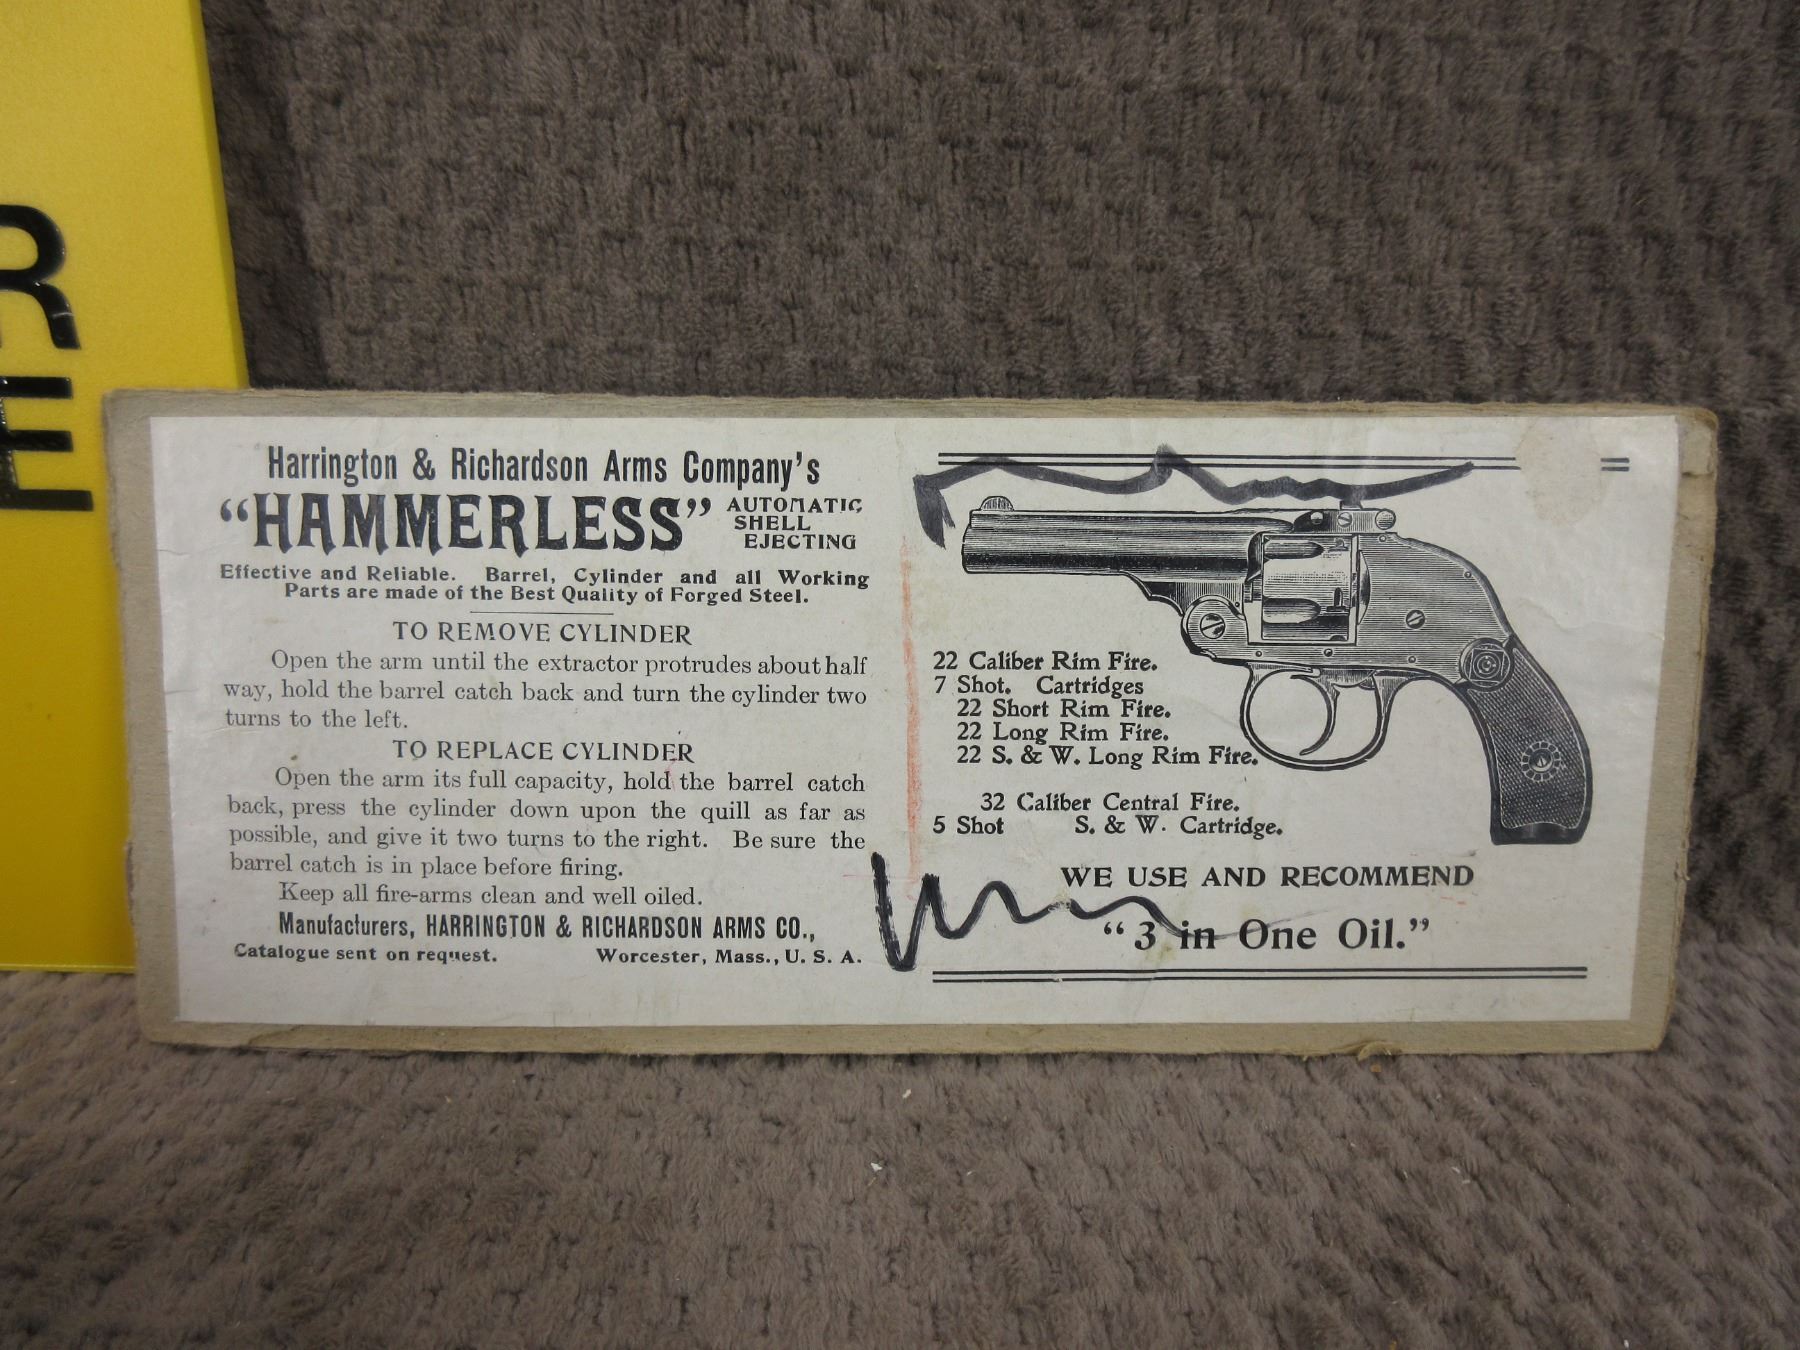 Harrington & Richardson Arms Company's
"HAMMERLESS" AUTOMATIC
SHELL
EJECTING
Effective and Reliable. Barrel, Cylinder and all Working
Parts are made of the Best Quality of Forged Steel.
TO REMOVE CYLINDER
Open the arm until the extractor protrudes about half
way, hold the barrel catch back and turn the cylinder two
turns to the left.
TO REPLACE CYLINDER
Open the arm its full capacity, hold the barrel catch
back, press the cylinder down upon the quill as far as
possible, and give it two turns to the right. Be sure the
barrel catch is in place before firing.
Keep all fire-arms clean and well oiled.
Manufacturers, HARRINGTON & RICHARDSON ARMS CO.,
Catalogue sent on request. Worcester, Mass., U. S. A.
22 Caliber Rim Fire.
7 Shot. Cartridges
22 Short Rim Fire.
22 Long Rim Fire.
22 S. & W. Long Rim Fire.
32 Caliber Central Fire.
5 Shot S. & W. Cartridge.
WE USE AND RECOMMEND
"3 in One Oil."